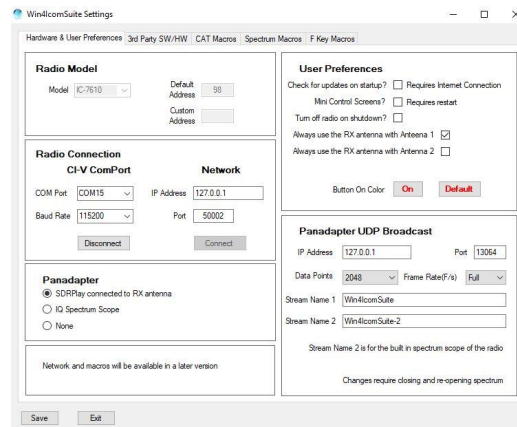 Win4IcomSuite Settings
Hardware & User Preferences 3rd Party SW/HW CAT Macros Spectrum Macros F Key Macros
Radio Model
Model IC-7610 Default Address 98
Custom Address
Radio Connection
CI-V ComPort Network
COM Port COM15 IP Address 127.0.0.1
Baud Rate 115200 Port 50002
Disconnect Connect
Panadapter
SDRPlay connected to RX antenna
IQ Spectrum Scope
None
Network and macros will be available in a later version
User Preferences
Check for updates on startup? Requires Internet Connection
Mini Control Screens? Requires restart
Turn off radio on shutdown?
Always use the RX antenna with Anteena 1
Always use the RX antenna with Antenna 2
Button On Color On Default
Panadaper UDP Broadcast
IP Address 127.0.0.1 Port 13064
Data Points 2048 Frame Rate(F/s) Full
Stream Name 1 Win4IcomSuite
Stream Name 2 Win4IcomSuite-2
Stream Name 2 is for the built in spectrum scope of the radio
Changes require closing and re-opening spectrum
Save Exit